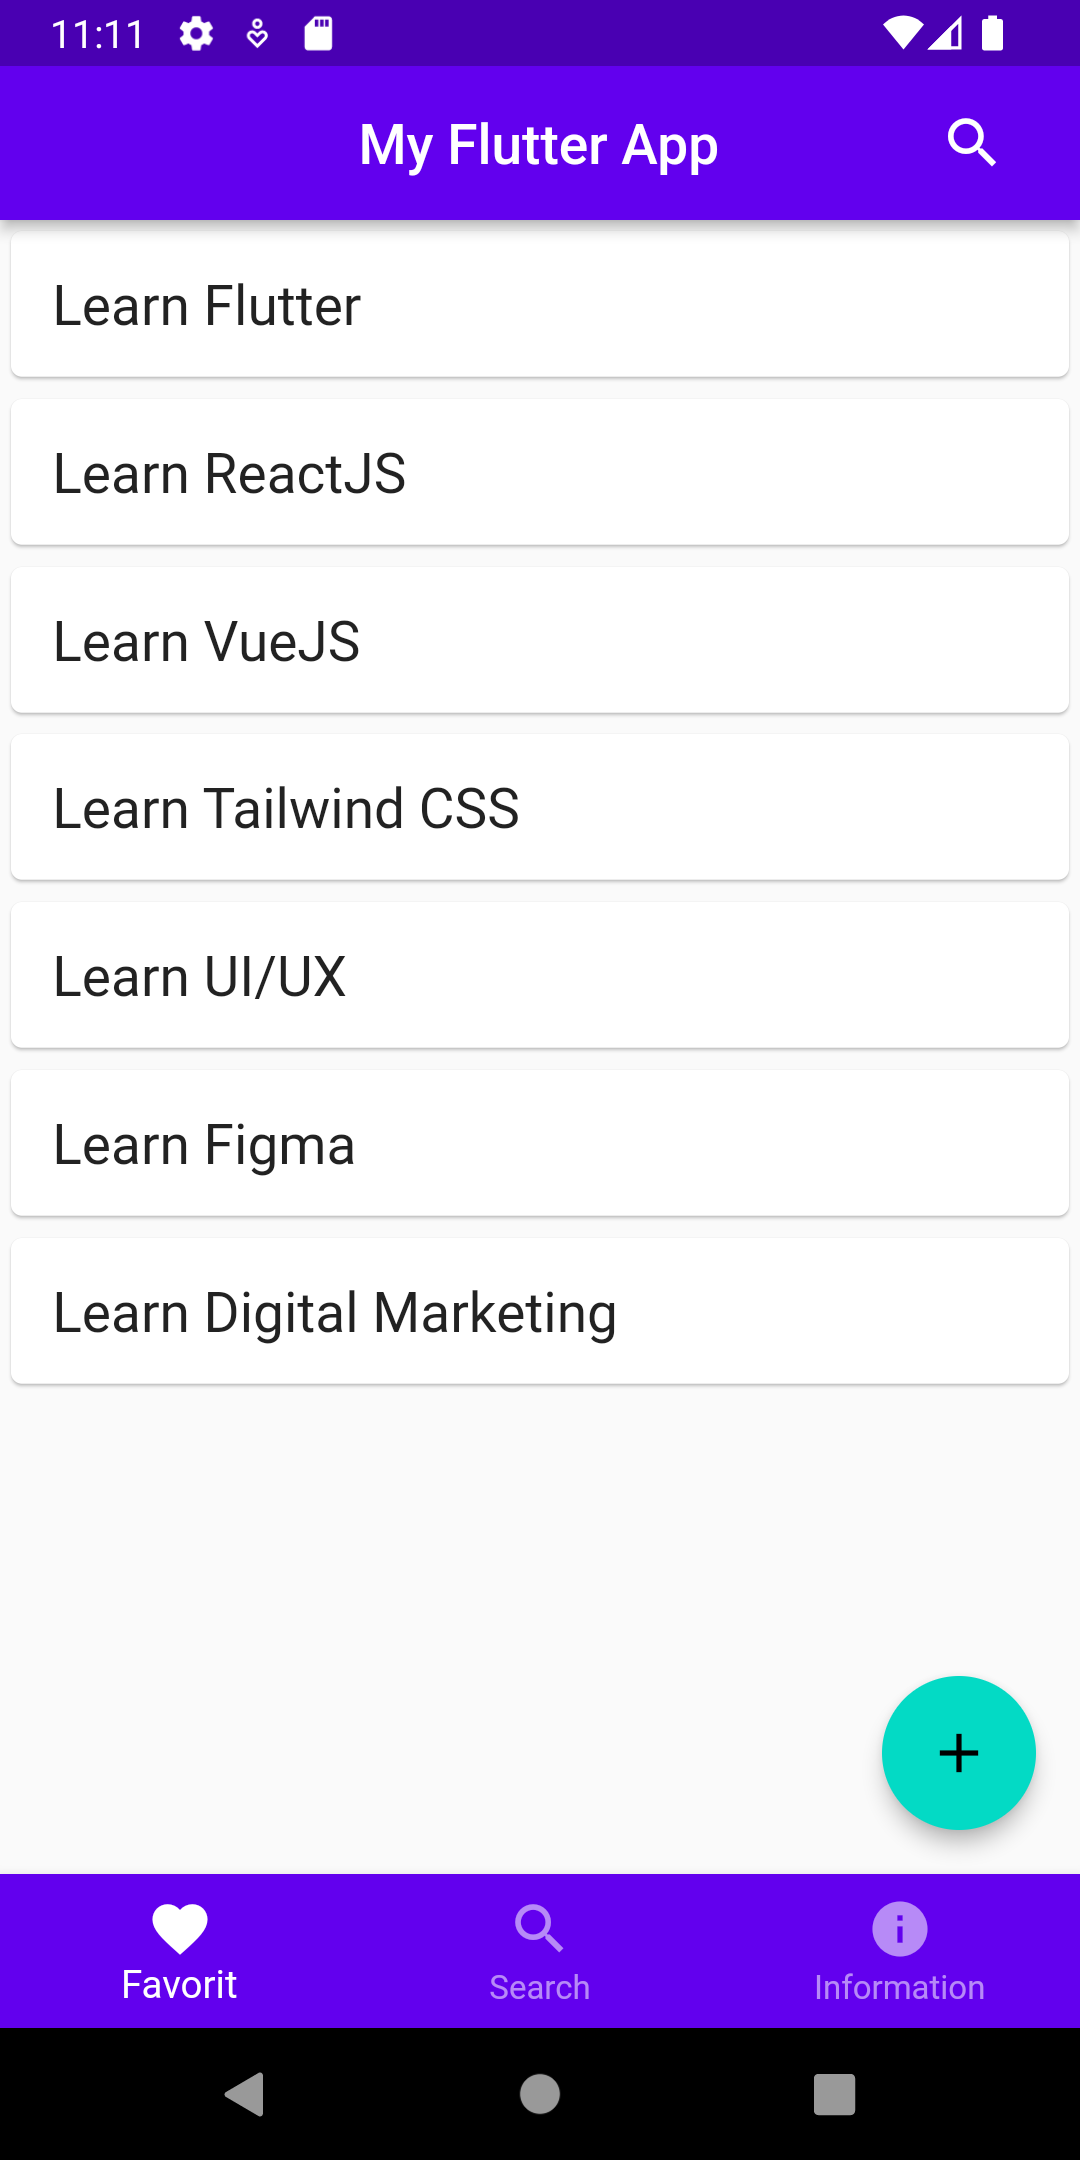 11:11
My Flutter App
Learn Flutter
Learn ReactJS
Learn VueJS
Learn Tailwind CSS
Learn UI/UX
Learn Figma
Learn Digital Marketing
Favorit
Search
Information